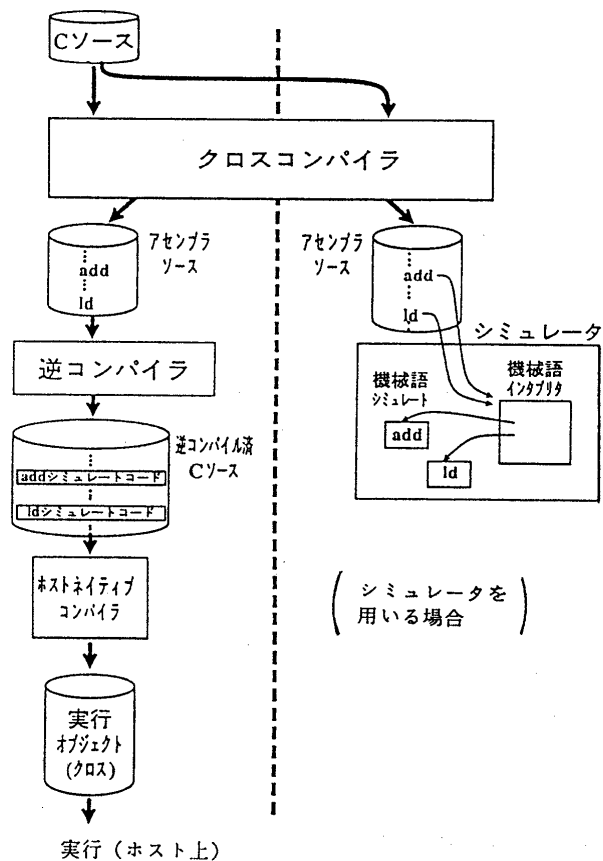 Cソース
クロスコンパイラ
アセンブラ
ソース
add
ld
アセンブラ
ソース
add
ld
逆コンパイラ
シミュレータ
機械語
シミュレート
機械語
インタプリタ
add
ld
逆コンパイル済
Cソース
addシミュレートコード
ldシミュレートコード
ホストネイティブ
コンパイラ
シミュレータを
用いる場合
実行
オブジェクト
(クロス)
実行(ホスト上)